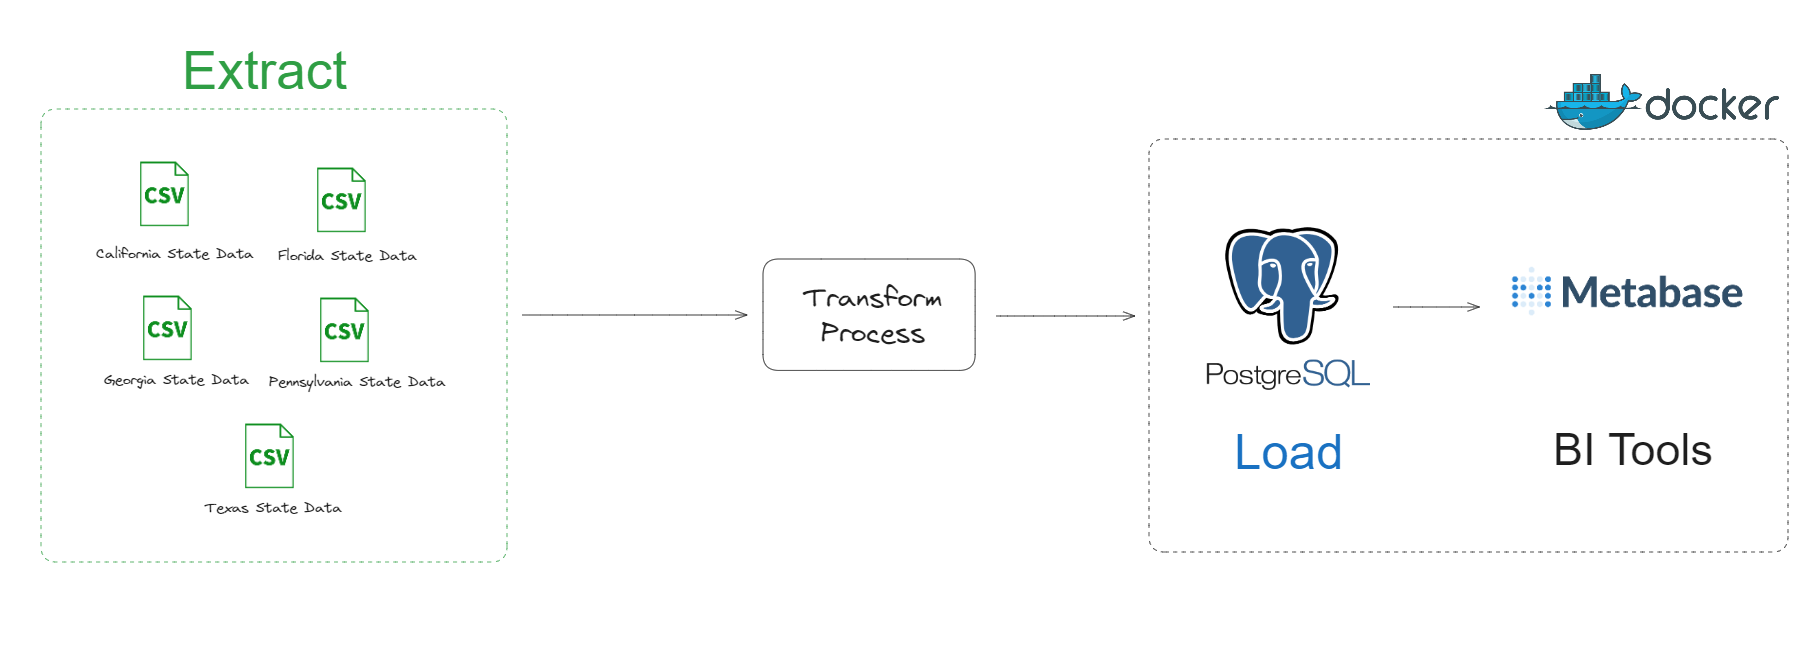 Extract
docker
CSV
CSV
California State Data
Florida State Data
CSV
CSV
Georgia State Data
Pennsylvania State Data
CSV
Texas State Data
Transform
Process
PostgreSQL
Metabase
Load
BI Tools